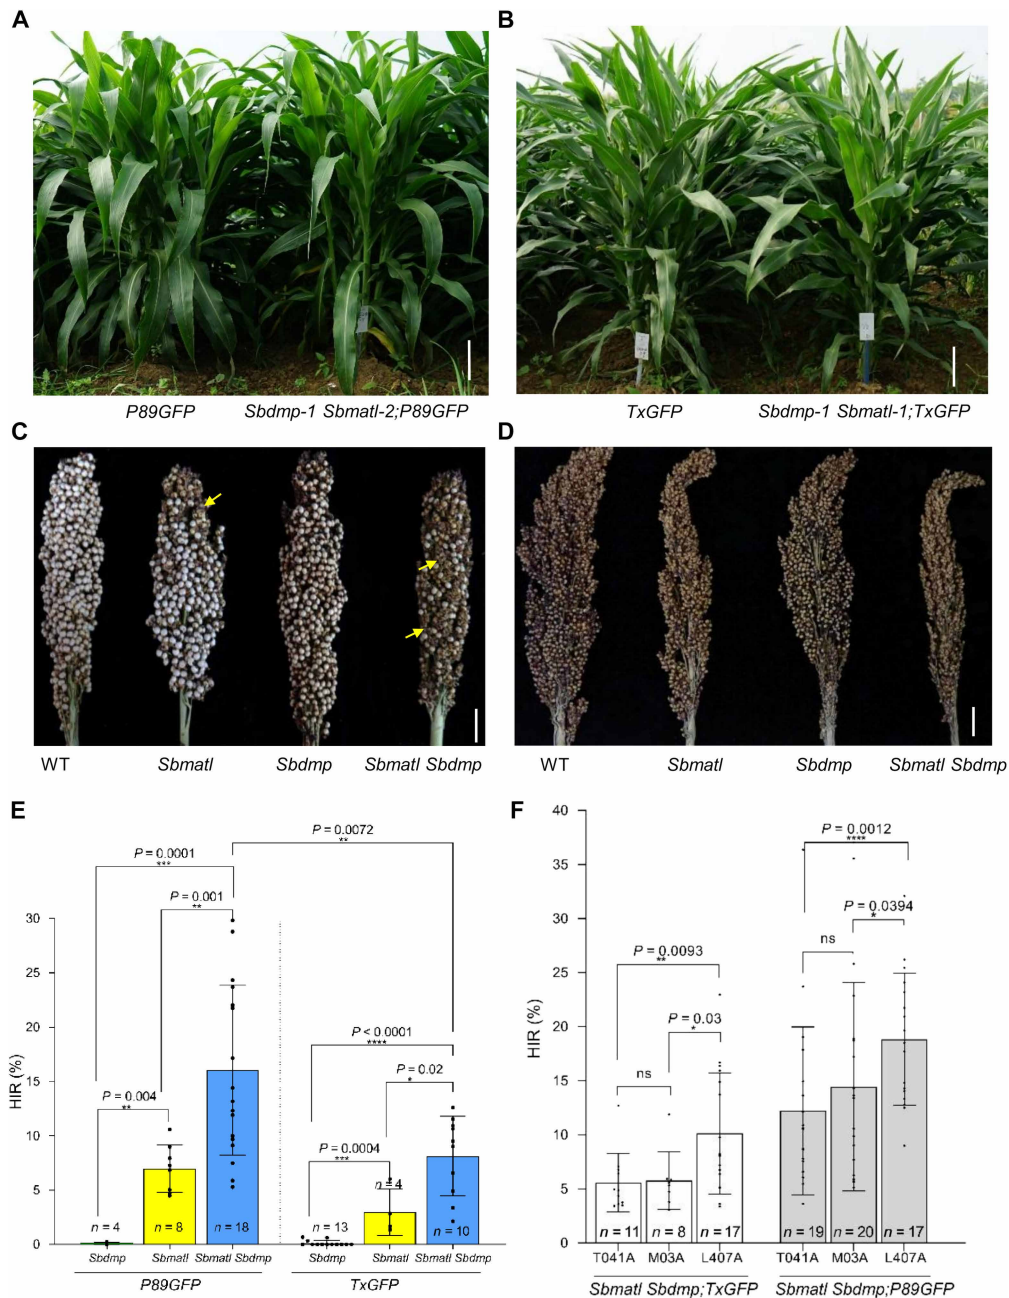 A
B
P89GFP
Sbdmp-1 Sbmatl-2;P89GFP
TxGFP
Sbdmp-1 Sbmatl-1;TxGFP
C
D
WT
Sbmatl
Sbdmp
Sbmatl Sbdmp
WT
Sbmatl
Sbdmp
Sbmatl Sbdmp
E
HIR (%)
30
25
20
15
10
5
0
P = 0.0072
**
P = 0.0001
***
P = 0.001
**
P = 0.004
**
P < 0.0001
****
P = 0.02
*
P = 0.0004
***
n = 4
n = 8
n = 18
n = 13
n = 4
n = 10
Sbdmp
Sbmatl
Sbmatl Sbdmp
Sbdmp
Sbmatl
Sbmatl Sbdmp
P89GFP
TxGFP
F
HIR (%)
40
35
30
25
20
15
10
5
0
P = 0.0012
****
P = 0.0394
*
ns
P = 0.0093
**
P = 0.03
*
ns
n = 11
n = 8
n = 17
n = 19
n = 20
n = 17
T041A
M03A
L407A
T041A
M03A
L407A
Sbmatl Sbdmp;TxGFP
Sbmatl Sbdmp;P89GFP